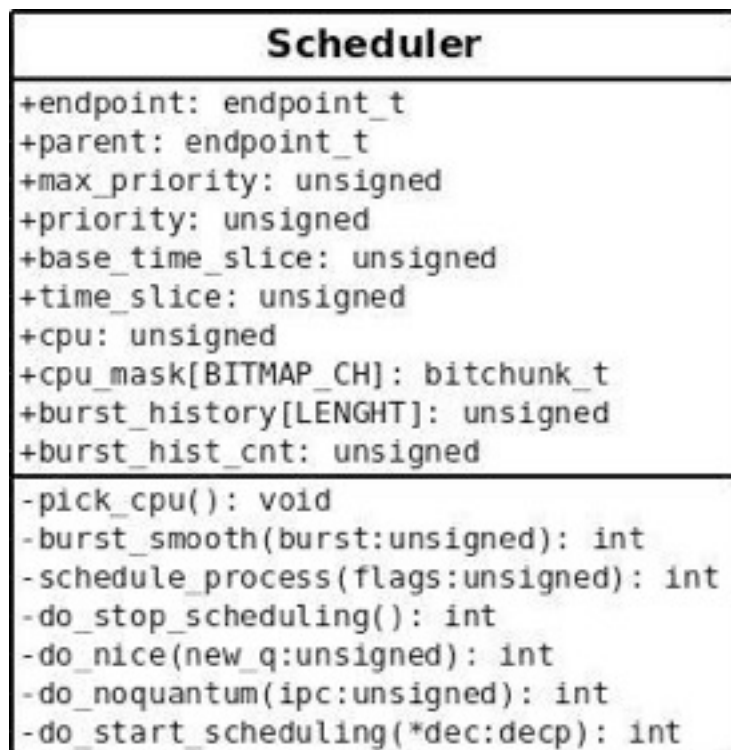 Scheduler
+endpoint: endpoint_t
+parent: endpoint_t
+max_priority: unsigned
+priority: unsigned
+base_time_slice: unsigned
+time_slice: unsigned
+cpu: unsigned
+cpu_mask[BITMAP_CH]: bitchunk_t
+burst_history[LENGHT]: unsigned
+burst_hist_cnt: unsigned
-pick_cpu(): void
-burst_smooth(burst:unsigned): int
-schedule_process(flags:unsigned): int
-do_stop_scheduling(): int
-do_nice(new_q:unsigned): int
-do_noquantum(ipc:unsigned): int
-do_start_scheduling(*dec:decp): int